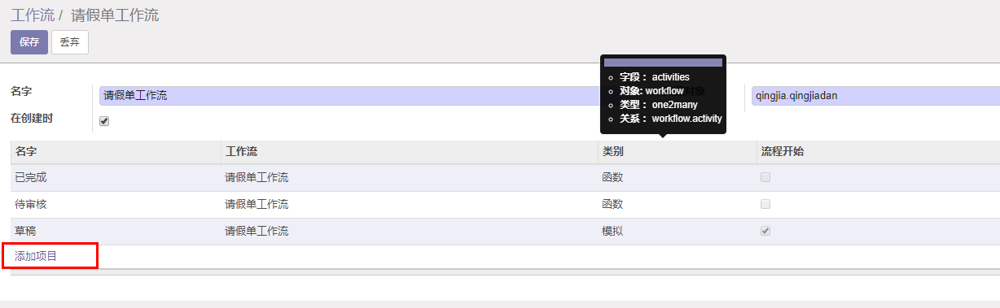 工作流 / 请假单工作流
保存 丢弃
字段： activities
对象: workflow
类型： one2many
关系： workflow.activity
名字 请假单工作流 对象 qingjia.qingjiadan
在创建时
名字 工作流 类别 流程开始
已完成 请假单工作流 函数
待审核 请假单工作流 函数
草稿 请假单工作流 模拟
添加项目